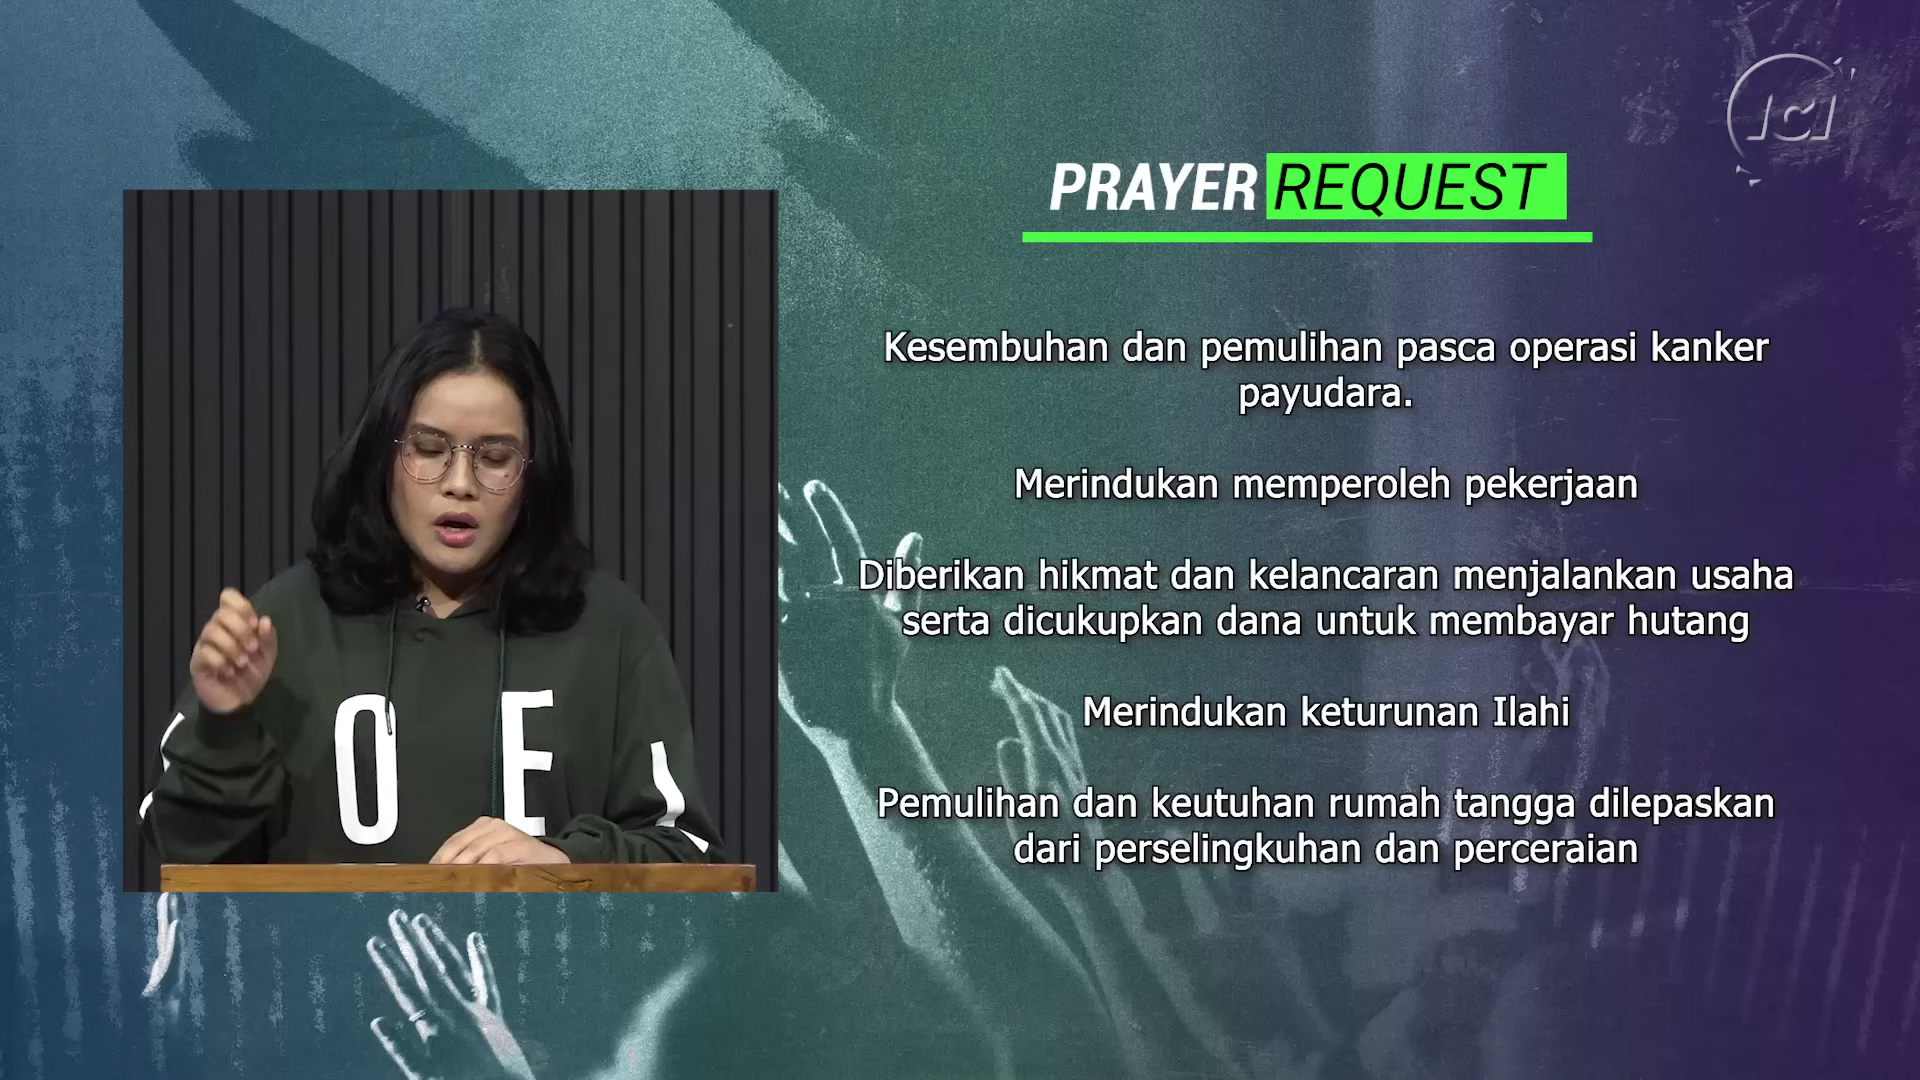 ICI
PRAYER REQUEST
Kesembuhan dan pemulihan pasca operasi kanker
payudara.
Merindukan memperoleh pekerjaan
Diberikan hikmat dan kelancaran menjalankan usaha
serta dicukupkan dana untuk membayar hutang
Merindukan keturunan Ilahi
Pemulihan dan keutuhan rumah tangga dilepaskan
dari perselingkuhan dan perceraian
O E